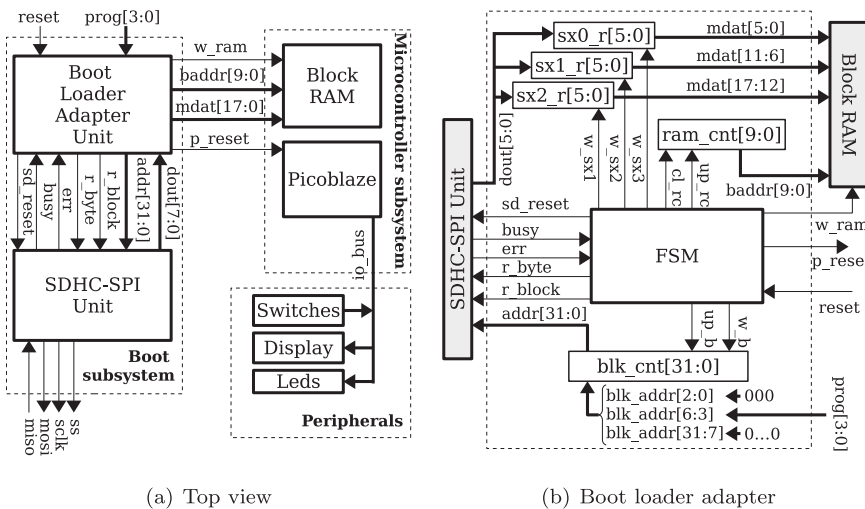 reset
prog[3:0]
Boot
Loader
Adapter
Unit
w_ram
baddr[9:0]
mdat[17:0]
p_reset
Block
RAM
Picoblaze
Microcontroller subsystem
sd_reset
busy
err
r_byte
r_block
addr[31:0]
dout[7:0]
SDHC-SPI
Unit
Boot
subsystem
miso
mosi
sclk
ss
io_bus
Switches
Display
Leds
Peripherals
(a) Top view
sx0_r[5:0]
sx1_r[5:0]
sx2_r[5:0]
mdat[5:0]
mdat[11:6]
mdat[17:12]
Block RAM
dout[5:0]
w_sx1
w_sx2
w_sx3
ram_cnt[9:0]
cl_rc
up_rc
baddr[9:0]
SDHC-SPI Unit
sd_reset
busy
err
r_byte
r_block
addr[31:0]
FSM
w_ram
p_reset
reset
up_b
w_b
blk_cnt[31:0]
blk_addr[2:0]
000
blk_addr[6:3]
blk_addr[31:7]
0...0
prog[3:0]
(b) Boot loader adapter